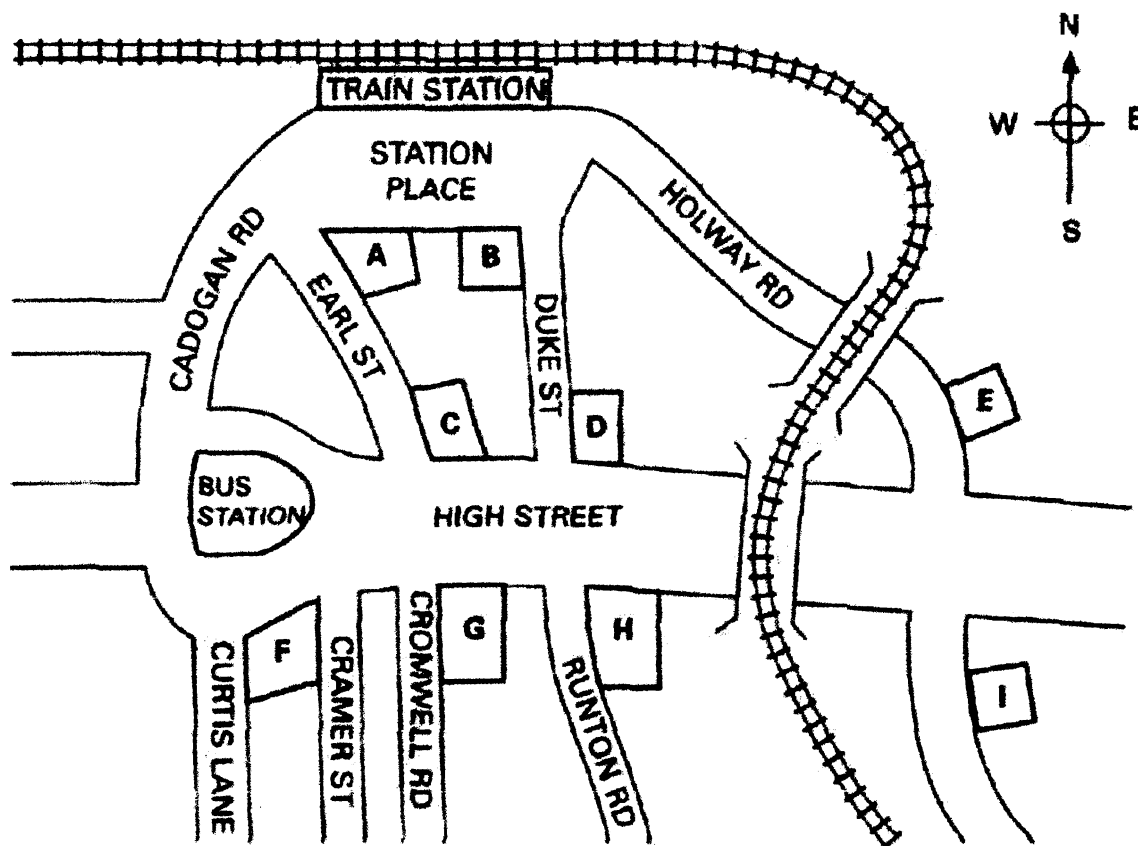 N
TRAIN STATION
W
E
STATION
PLACE
S
HOLWAY RD
CADOGAN RD
A
B
EARL ST
DUKE ST
E
C
D
BUS
STATION
HIGH STREET
F
G
H
I
CURTIS LANE
CRAMER ST
CROMWELL RD
RUNTON RD